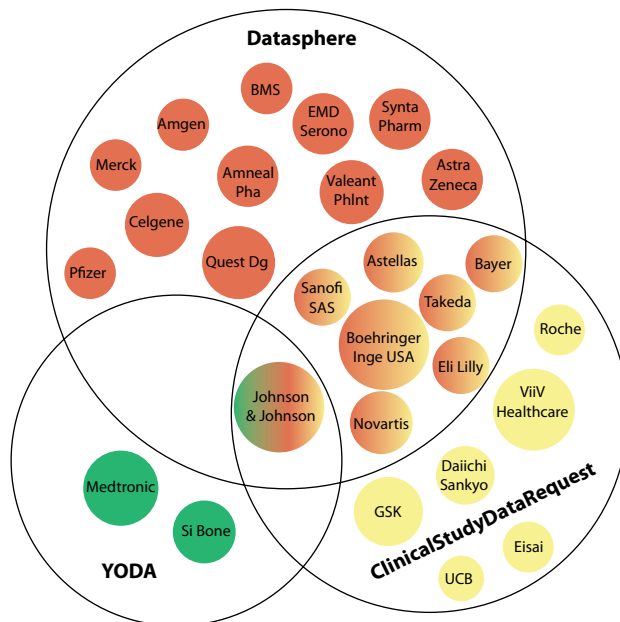 Datasphere
BMS
Amgen
EMD
Serono
Synta
Pharm
Merck
Amneal
Pha
Valeant
PhInt
Astra
Zeneca
Celgene
Quest Dg
Pfizer
Astellas
Bayer
Sanofi
SAS
Takeda
Boehringer
Inge USA
Eli Lilly
Roche
Johnson
& Johnson
Novartis
ViiV
Healthcare
Medtronic
Si Bone
YODA
Daiichi
Sankyo
GSK
ClinicalStudyDataRequest
Eisai
UCB